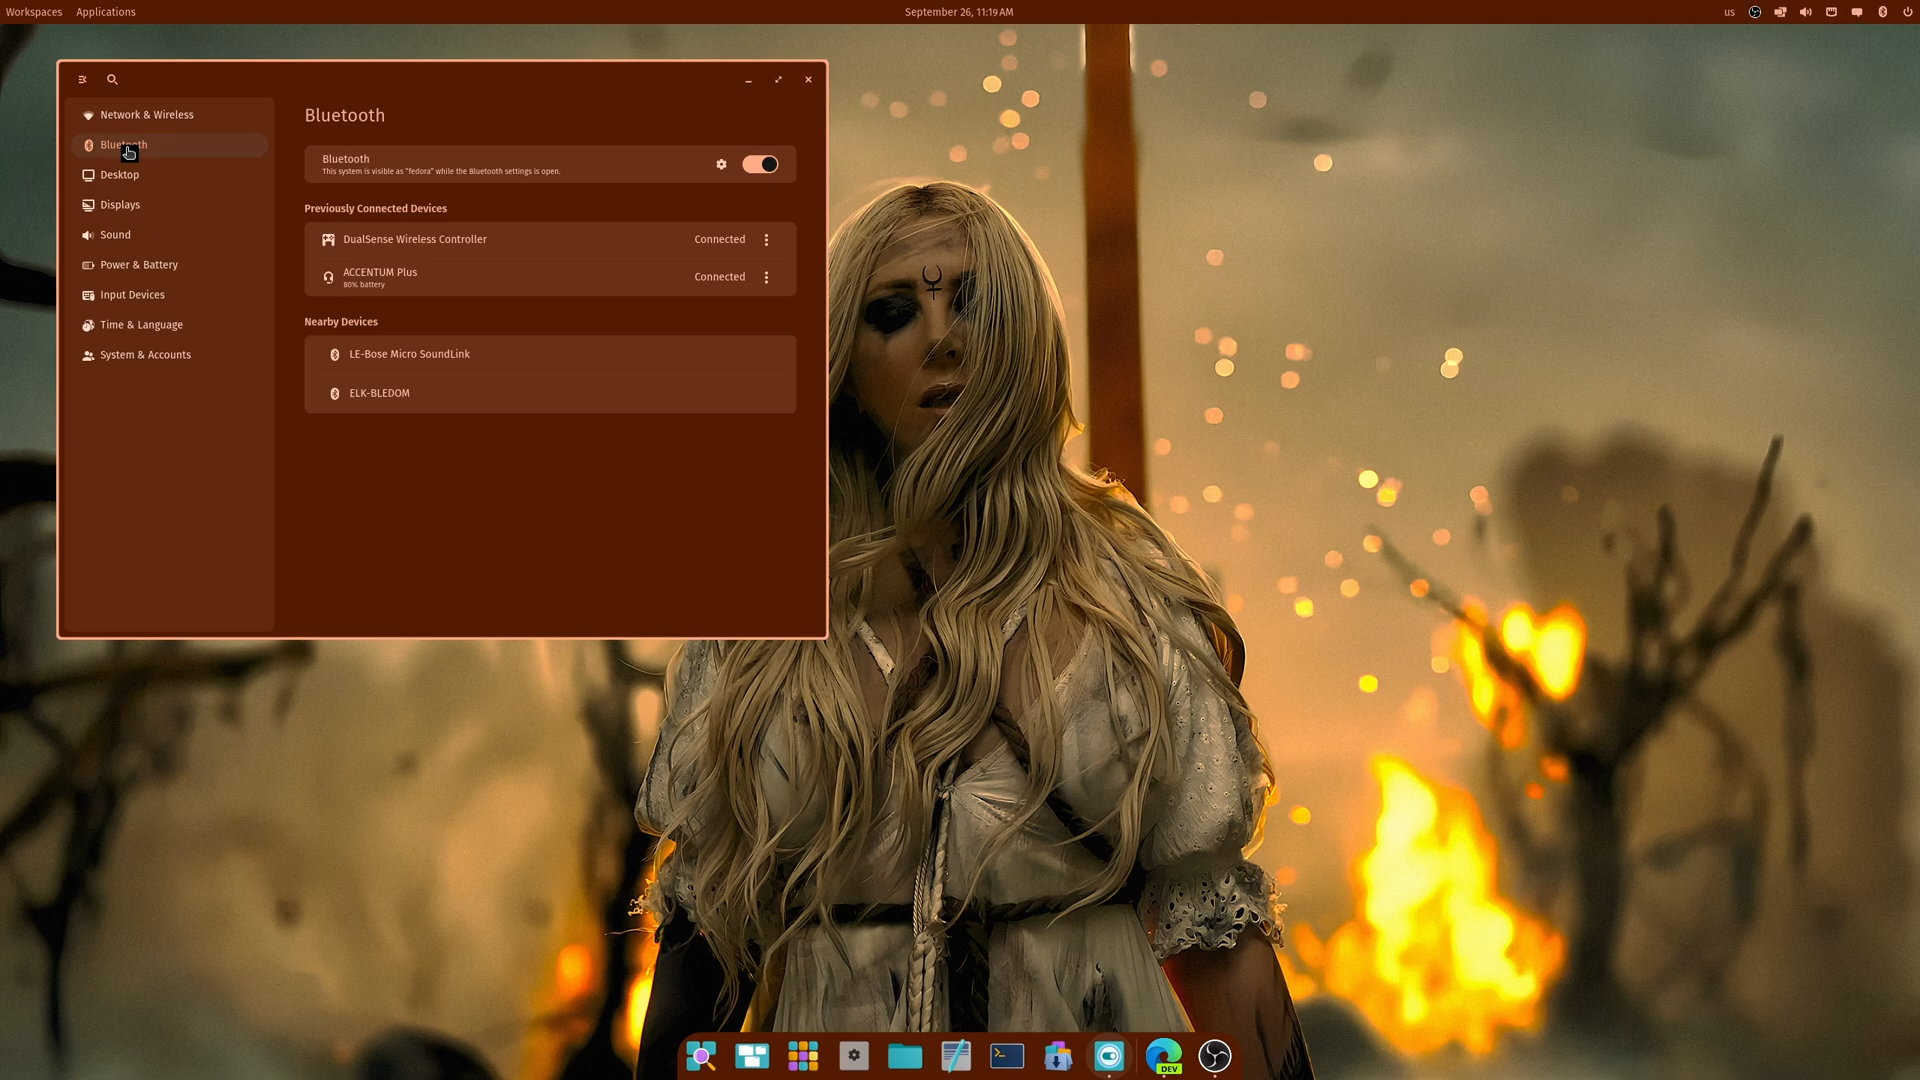 Workspaces Applications September 26, 11:19 AM us
Network & Wireless
Bluetooth
Desktop
Displays
Sound
Power & Battery
Input Devices
Time & Language
System & Accounts
Bluetooth
Bluetooth
This system is visible as "fedora" while the Bluetooth settings is open.
Previously Connected Devices
DualSense Wireless Controller Connected
ACCENTUM Plus Connected
80% battery
Nearby Devices
LE-Bose Micro SoundLink
ELK-BLEDOM
DEV